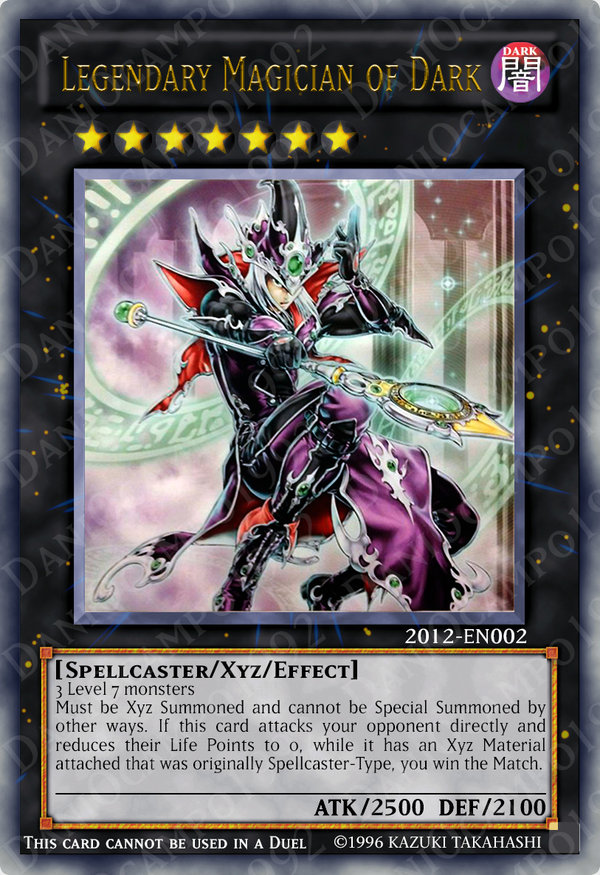 Legendary Magician of Dark
DARK
闇
2012-EN002
[Spellcaster/Xyz/Effect]
3 Level 7 monsters
Must be Xyz Summoned and cannot be Special Summoned by
other ways. If this card attacks your opponent directly and
reduces their Life Points to 0, while it has an Xyz Material
attached that was originally Spellcaster-Type, you win the Match.
ATK/2500 DEF/2100
This card cannot be used in a Duel ©1996 KAZUKI TAKAHASHI